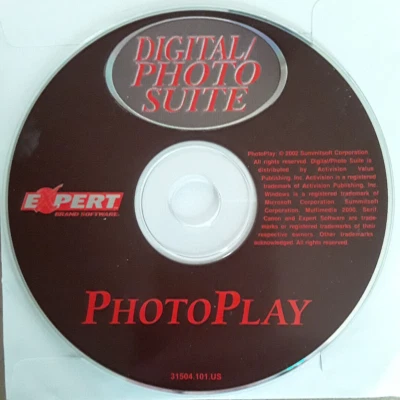 DIGITAL/
PHOTO
SUITE
PhotoPlay: © 2002 Summitsoft Corporation.
All rights reserved. Digital/Photo Suite is
distributed by Activision Value
Publishing, Inc. Activision is a registered
trademark of Activision Publishing, Inc.
Windows is a registered trademark of
Microsoft Corporation. Summitsoft
Corporation, Multimedia 2000,
Canon and Expert Software are trade-
marks or registered trademarks of their
respective owners. Other trademarks
acknowledged. All rights reserved.
EXPERT
BRAND SOFTWARE.
PHOTOPLAY
31504.101.US